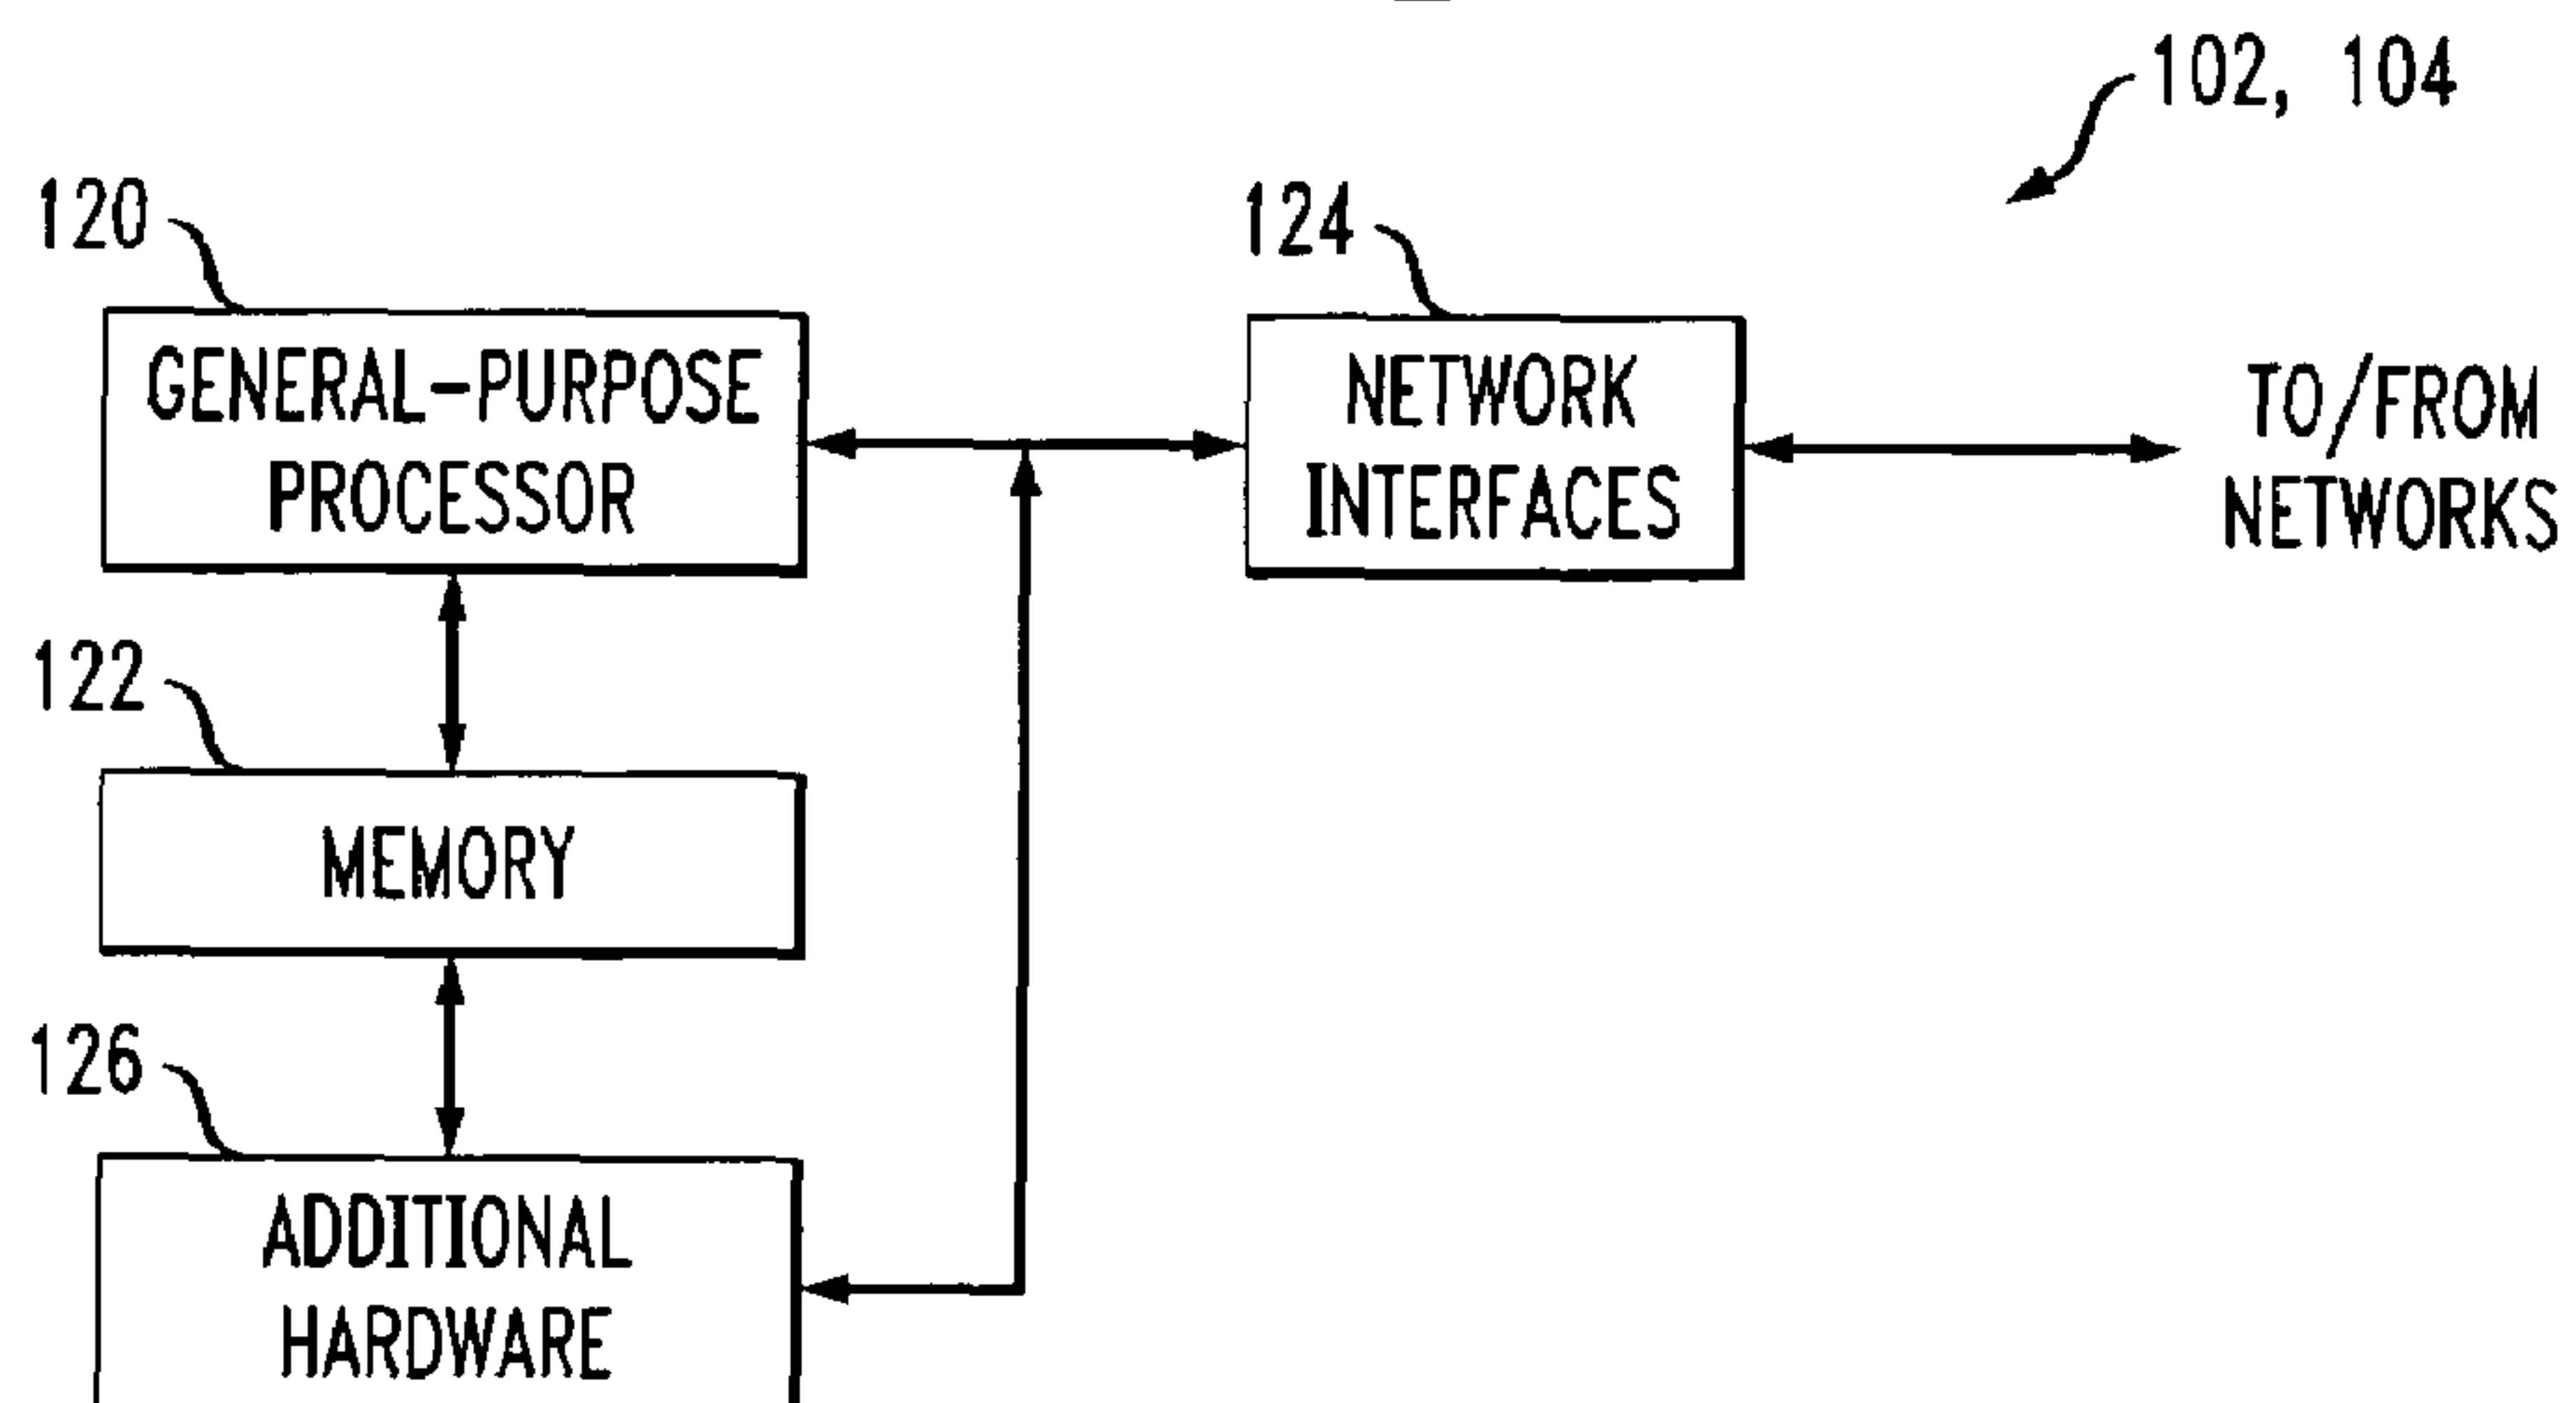 102, 104
120
124
GENERAL-PURPOSE
PROCESSOR
NETWORK
INTERFACES
TO/FROM
NETWORKS
122
MEMORY
126
ADDITIONAL
HARDWARE